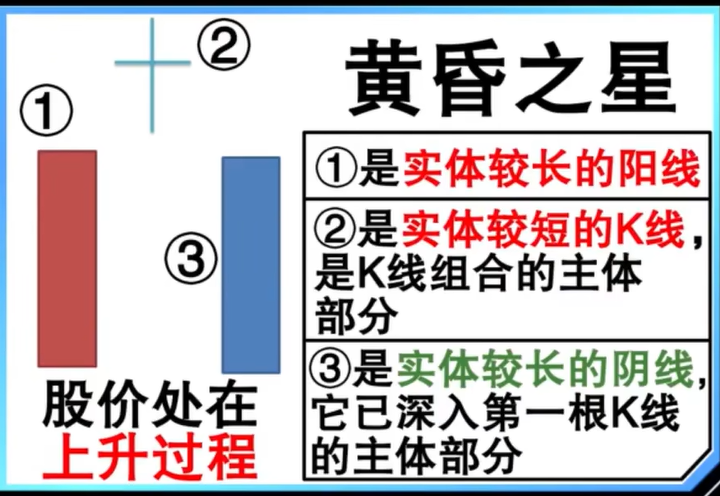 黄昏之星
①
②
③
股价处在
上升过程
①是实体较长的阳线
②是实体较短的K线，
是K线组合的主体
部分
③是实体较长的阴线，
它已深入第一根K线
的主体部分